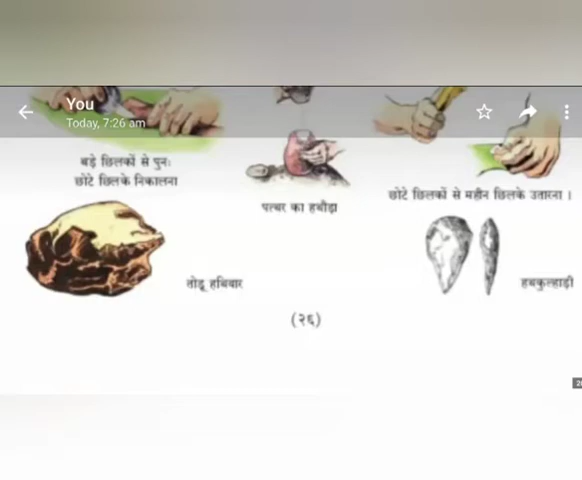 You
Today, 7:26 am
बड़े छिलकों से पुनः
छोटे छिलके निकालना
पत्थर का हथौड़ा
छोटे छिलकों से महीन छिलके उतारना ।
तोडू हथियार
हथकुल्हाड़ी
(२६)